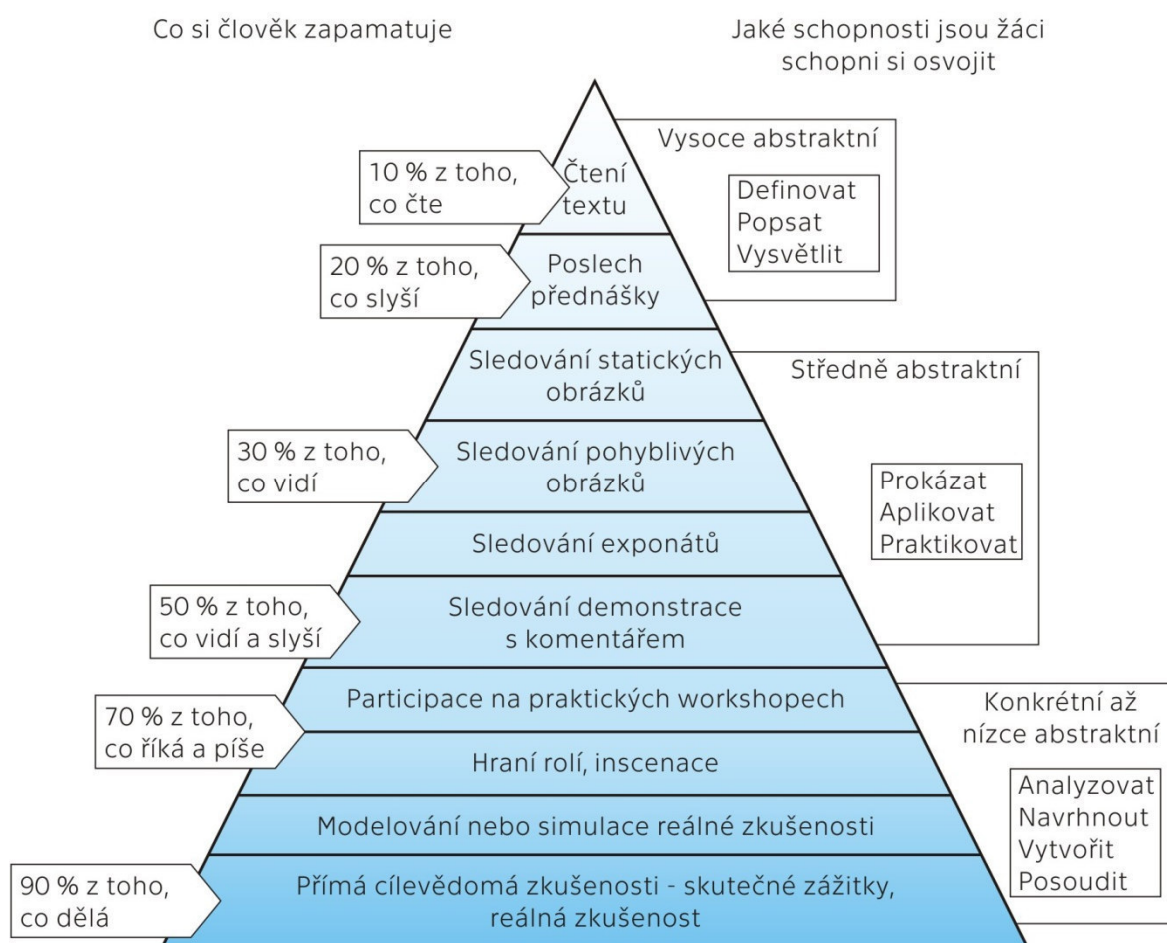 Co si člověk zapamatuje
Jaké schopnosti jsou žáci
schopni si osvojit
10 % z toho,
co čte
Čtení
textu
Vysoce abstraktní
Definovat
Popsat
Vysvětlit
20 % z toho,
co slyší
Poslech
přednášky
Sledování statických
obrázků
Středně abstraktní
30 % z toho,
co vidí
Sledování pohyblivých
obrázků
Prokázat
Aplikovat
Praktikovat
Sledování exponátů
50 % z toho,
co vidí a slyší
Sledování demonstrace
s komentářem
Participace na praktických workshopech
70 % z toho,
co říká a píše
Konkrétní až
nízce abstraktní
Hraní rolí, inscenace
Modelování nebo simulace reálné zkušenosti
Analyzovat
Navrhnout
Vytvořit
Posoudit
90 % z toho,
co dělá
Přímá cílevědomá zkušenosti - skutečné zážitky,
reálná zkušenost